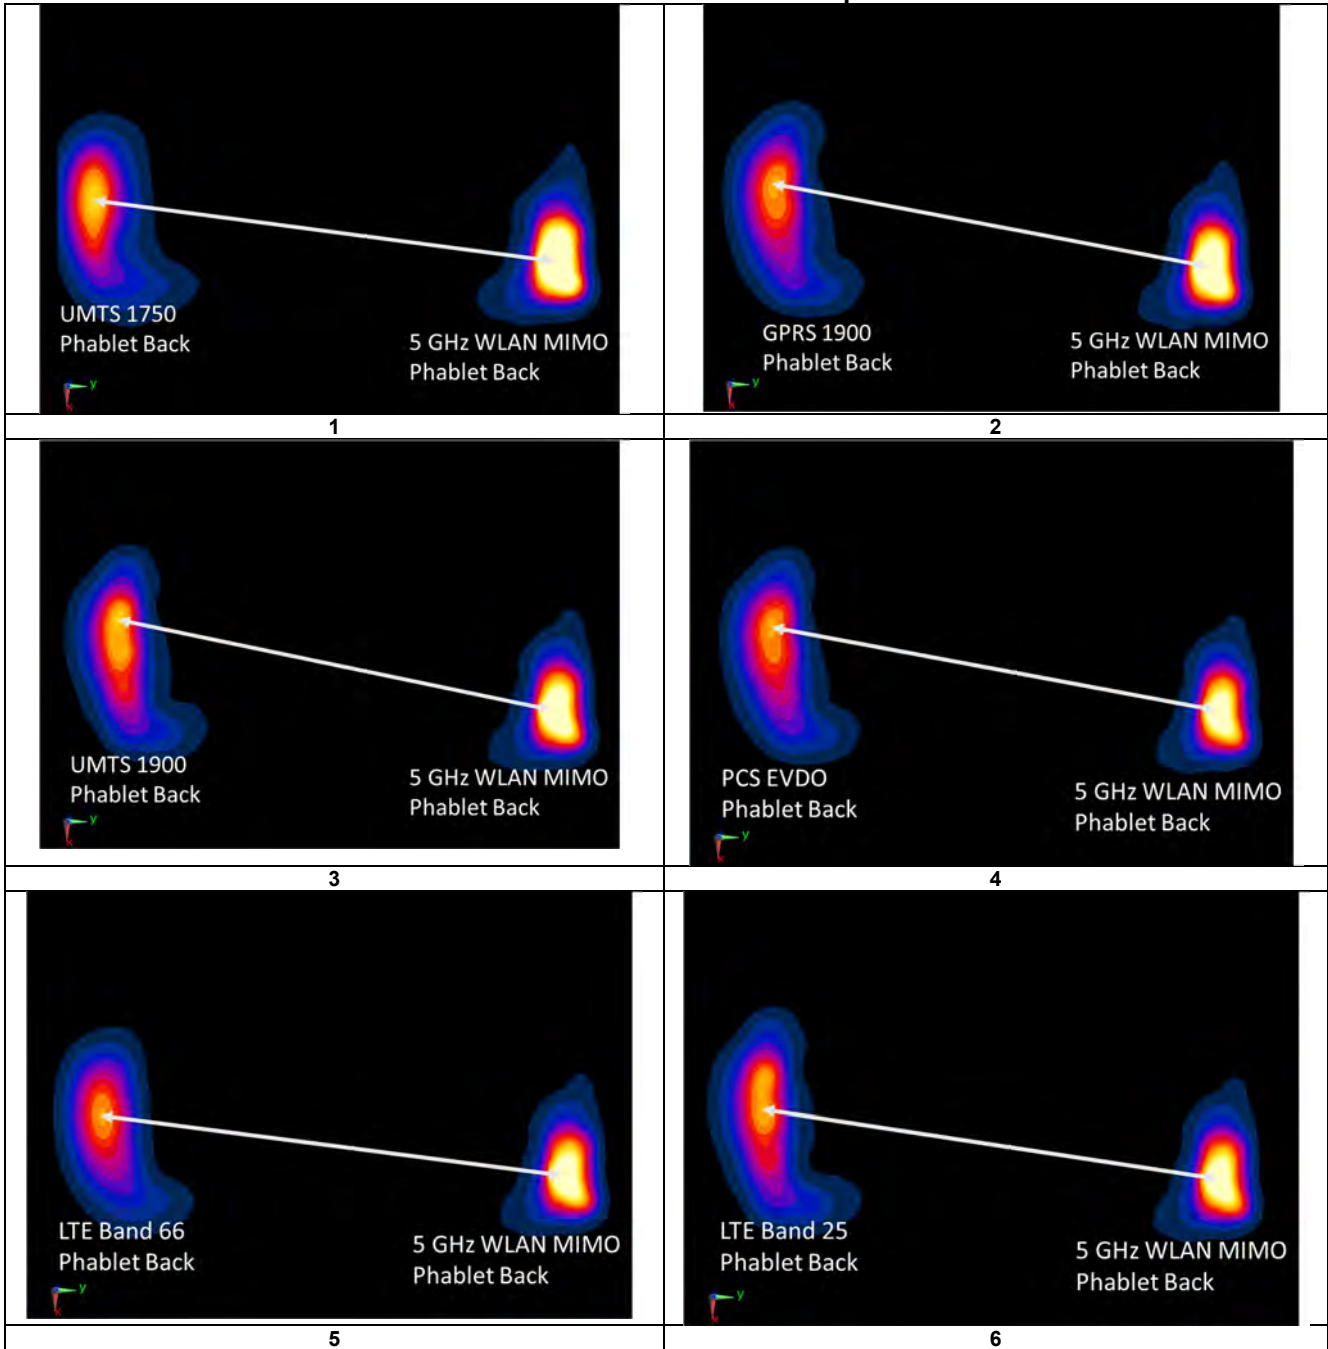 UMTS 1750
Phablet Back
5 GHz WLAN MIMO
Phablet Back
y
x
1
GPRS 1900
Phablet Back
5 GHz WLAN MIMO
Phablet Back
y
x
2
UMTS 1900
Phablet Back
5 GHz WLAN MIMO
Phablet Back
y
x
3
PCS EVDO
Phablet Back
5 GHz WLAN MIMO
Phablet Back
y
x
4
LTE Band 66
Phablet Back
5 GHz WLAN MIMO
Phablet Back
y
x
5
LTE Band 25
Phablet Back
5 GHz WLAN MIMO
Phablet Back
y
x
6